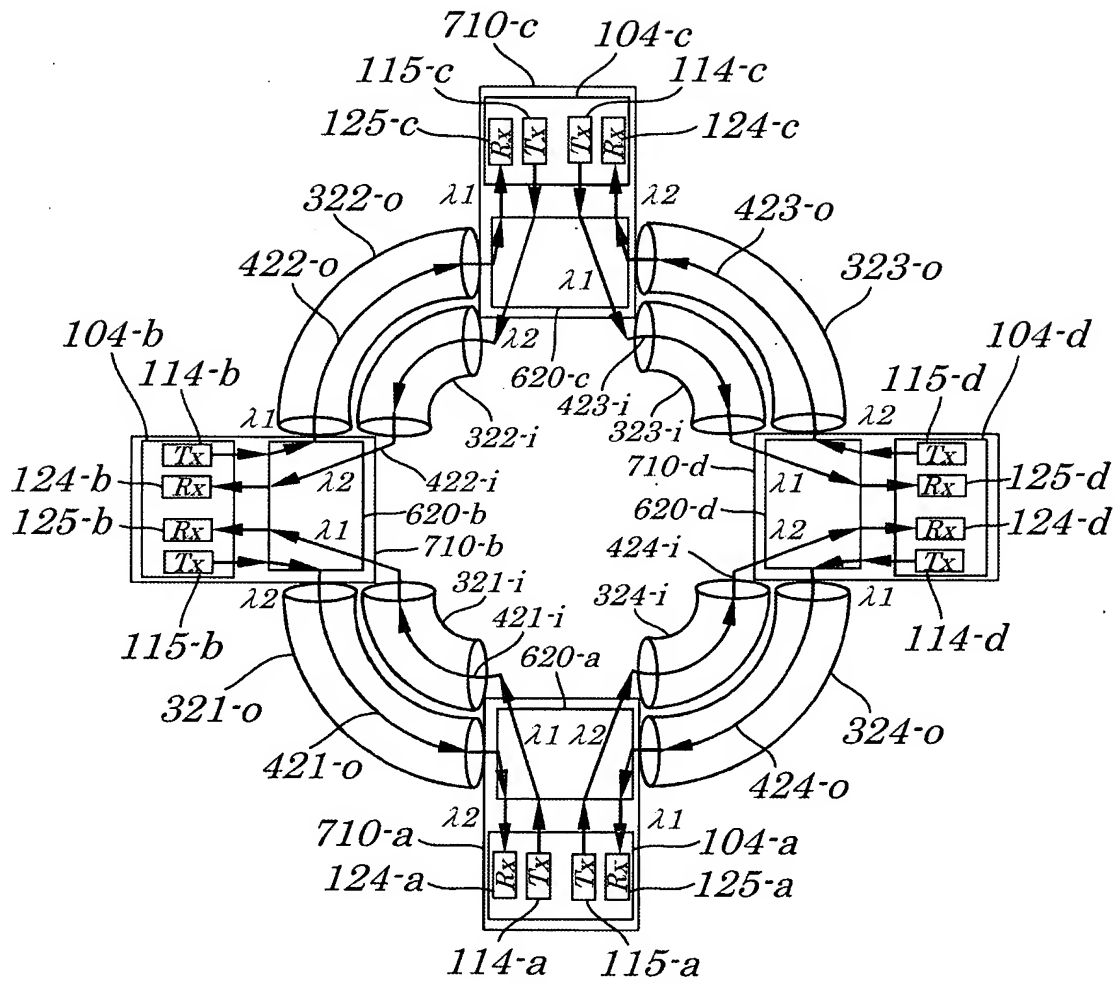 710-c
104-c
115-c
114-c
125-c
Rx
Tx
Tx
Rx
124-c
322-o
λ1
λ2
423-o
422-o
323-o
104-b
λ1
104-d
114-b
λ2
620-c
115-d
λ1
423-i
λ2
322-i
323-i
Tx
710-d
Tx
124-b
Rx
λ2
422-i
λ1
Rx
125-d
125-b
Rx
λ1
620-b
620-d
λ2
Rx
124-d
Tx
710-b
424-i
Tx
λ2
321-i
324-i
λ1
115-b
421-i
114-d
620-a
321-o
λ1
λ2
324-o
421-o
424-o
λ2
λ1
710-a
104-a
124-a
Rx
Tx
Tx
Rx
125-a
114-a
115-a